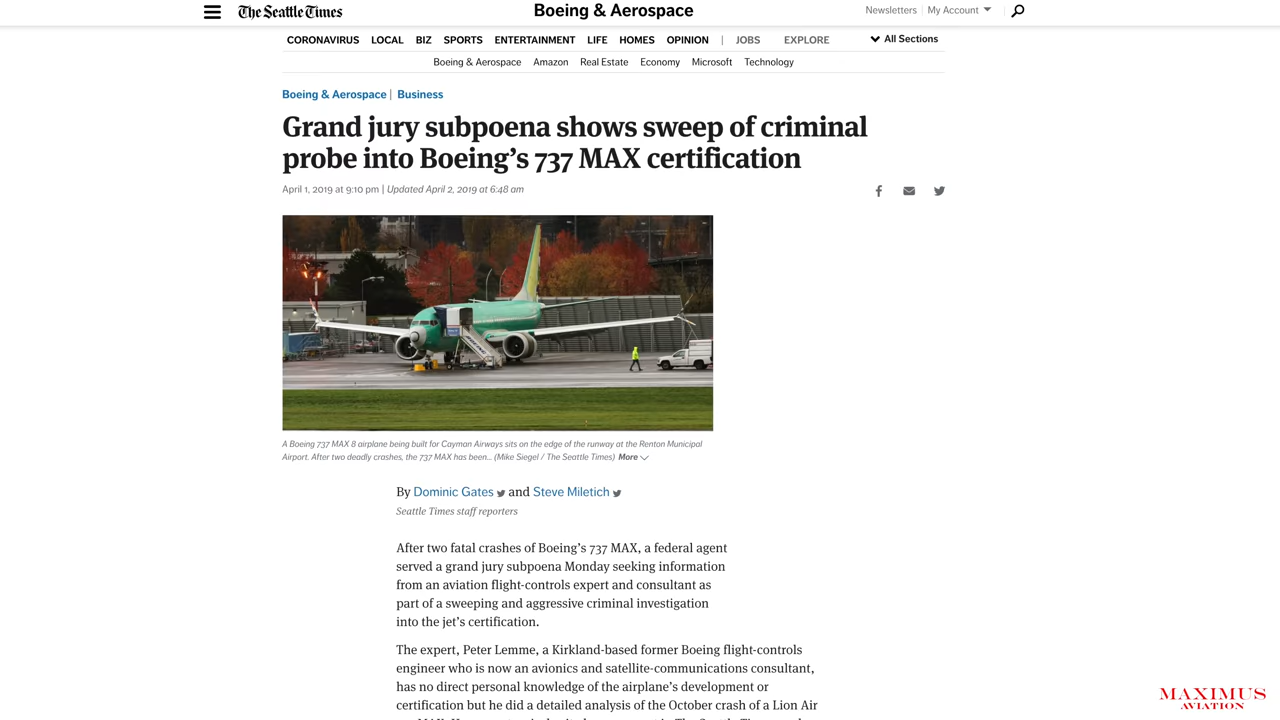 The Seattle Times
Boeing & Aerospace
Newsletters | My Account
CORONAVIRUS LOCAL BIZ SPORTS ENTERTAINMENT LIFE HOMES OPINION | JOBS EXPLORE All Sections
Boeing & Aerospace Amazon Real Estate Economy Microsoft Technology
Boeing & Aerospace | Business
Grand jury subpoena shows sweep of criminal
probe into Boeing’s 737 MAX certification
April 1, 2019 at 9:10 pm | Updated April 2, 2019 at 6:48 am
A Boeing 737 MAX 8 airplane being built for Cayman Airways sits on the edge of the runway at the Renton Municipal
Airport. After two deadly crashes, the 737 MAX has been... (Mike Siegel / The Seattle Times) More
By Dominic Gates and Steve Miletich
Seattle Times staff reporters
After two fatal crashes of Boeing’s 737 MAX, a federal agent
served a grand jury subpoena Monday seeking information
from an aviation flight-controls expert and consultant as
part of a sweeping and aggressive criminal investigation
into the jet’s certification.
The expert, Peter Lemme, a Kirkland-based former Boeing flight-controls
engineer who is now an avionics and satellite-communications consultant,
has no direct personal knowledge of the airplane’s development or
certification but he did a detailed analysis of the October crash of a Lion Air
MAXIMUS
AVIATION